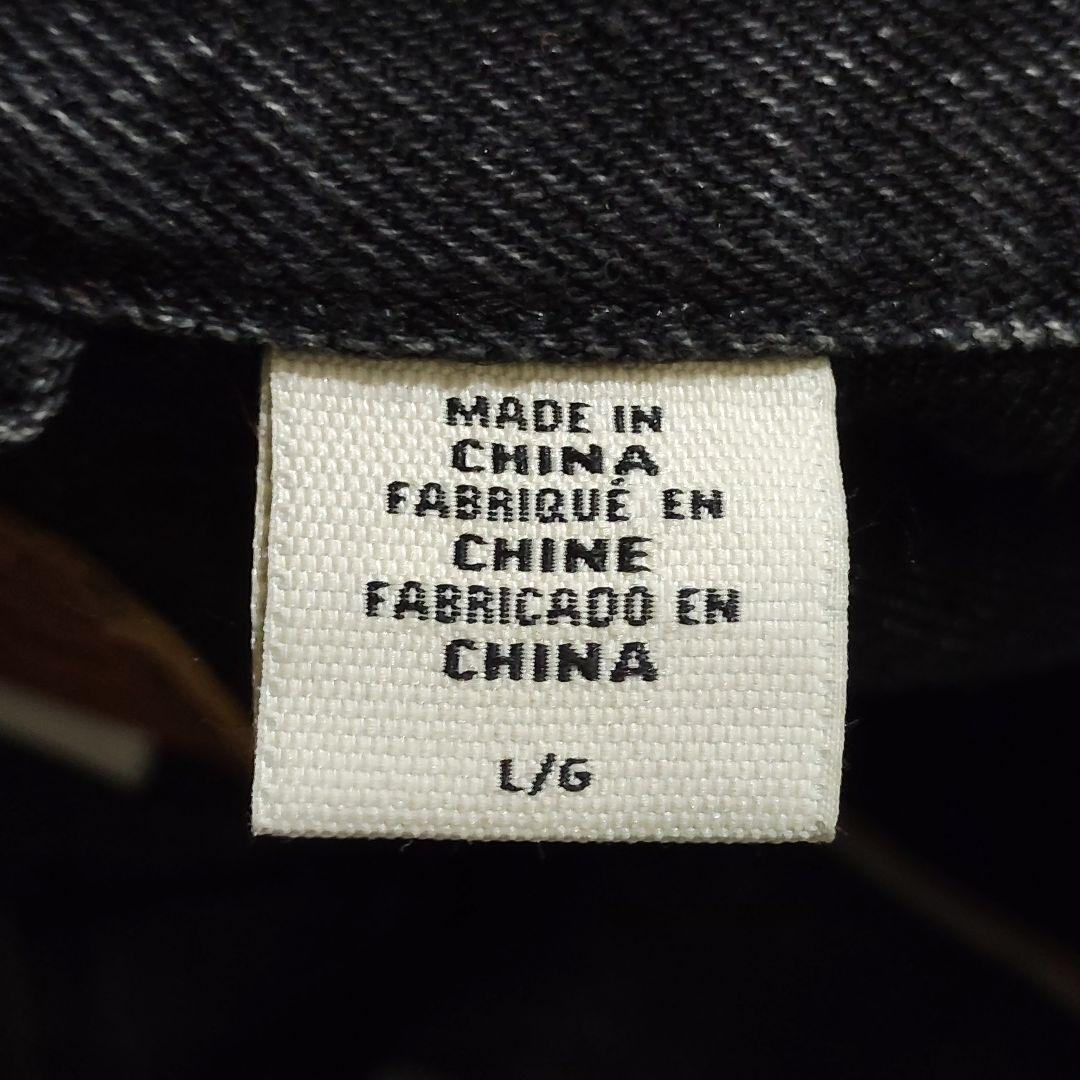 MADE IN
CHINA
FABRIQUÉ EN
CHINE
FABRICADO EN
CHINA
L/G